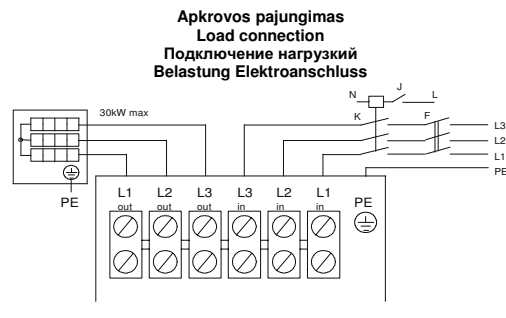 Apkrovos pajungimas
Load connection
Подключение нагрузкий
Belastung Elektroanschluss
N J L
30kW max
K F
L3
L2
L1
PE
PE
L1 L2 L3 L3 L2 L1
out out out in in in
PE